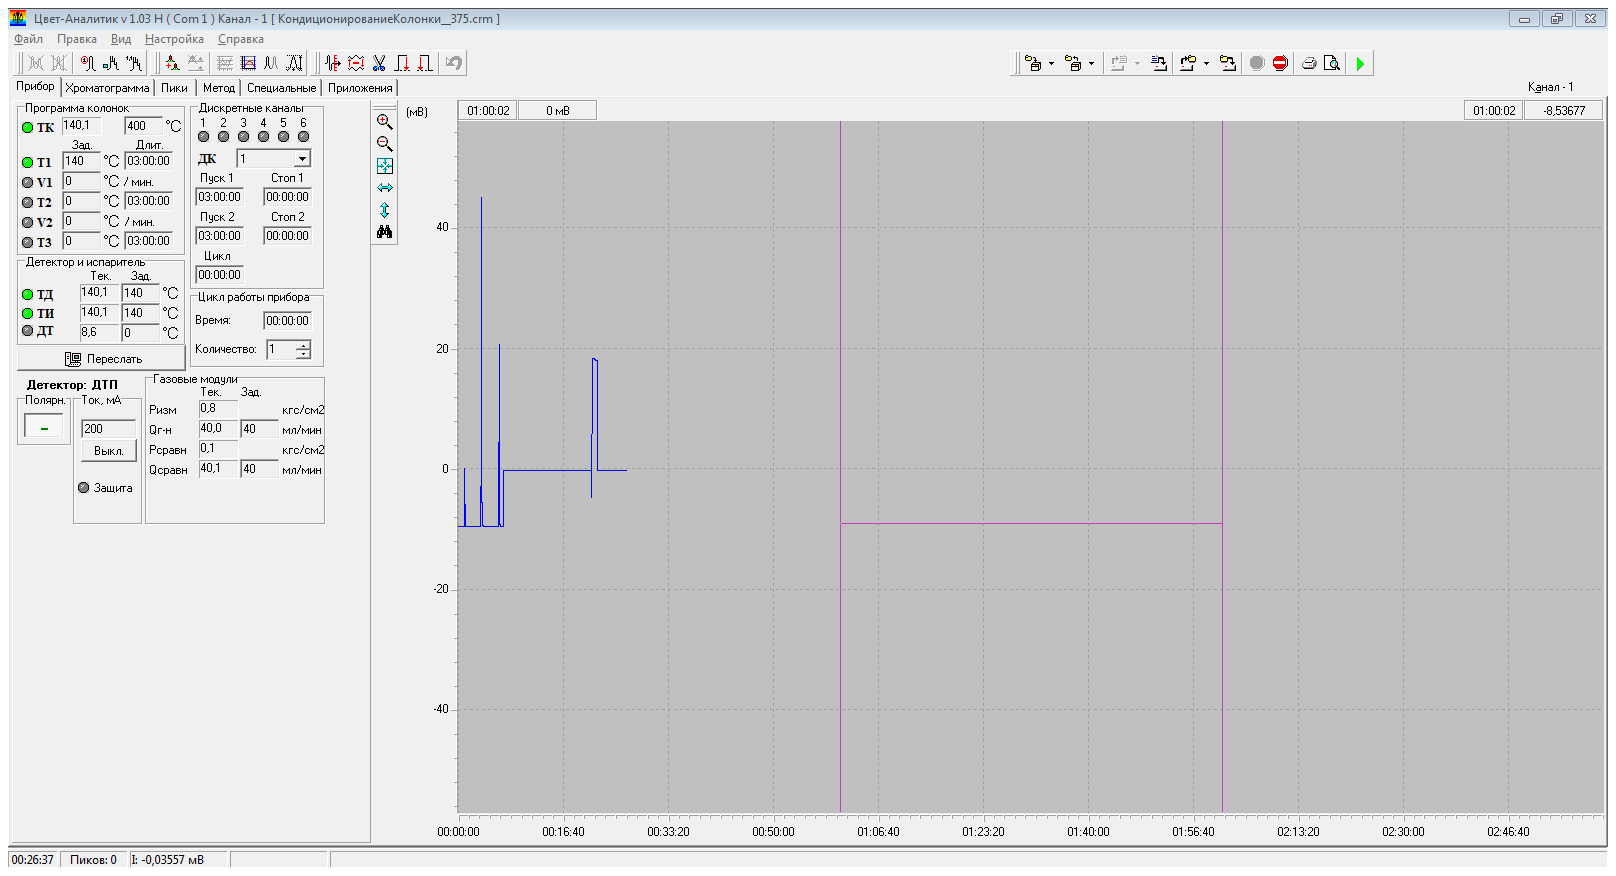 Цвет-Аналитик v 1.03 Н ( Com 1 ) Канал - 1 [ КондиционированиеКолонки__375.crm ]
Файл Правка Вид Настройка Справка
Прибор Хроматограмма Пики Метод Специальные Приложения Канал - 1
Программа колонок
ТК 140,1 400 °C
Зад. Длит.
Т1 140 °C 03:00:00
V1 0 °C / мин.
Т2 0 °C 03:00:00
V2 0 °C / мин.
Т3 0 °C 03:00:00
Детектор и испаритель
Тек. Зад.
ТД 140,1 140 °C
ТИ 140,1 140 °C
ДТ 8,6 0 °C
Переслать
Детектор: ДТП
Полярн.
–
Ток, мА
200
Выкл.
Защита
Дискретные каналы
1 2 3 4 5 6
ДК 1
Пуск 1 Стоп 1
03:00:00 00:00:00
Пуск 2 Стоп 2
03:00:00 00:00:00
Цикл
00:00:00
Цикл работы прибора
Время: 00:00:00
Количество: 1
Газовые модули
Тек. Зад.
Ризм 0,8 кгс/см2
Qг-н 40,0 40 мл/мин
Рсравн 0,1 кгс/см2
Qсравн 40,1 40 мл/мин
(мВ) 01:00:02 0 мВ 01:00:02 -8,53677
40
20
0
-20
-40
00:00:00 00:16:40 00:33:20 00:50:00 01:06:40 01:23:20 01:40:00 01:56:40 02:13:20 02:30:00 02:46:40
00:26:37 Пиков: 0 I: -0,03557 мВ